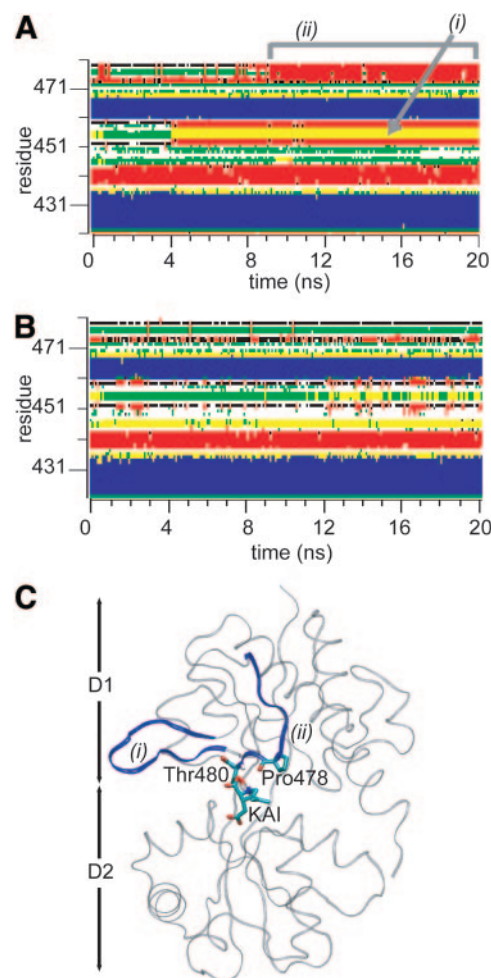 A
(ii)
(i)
471
451
431
residue
0 4 8 12 16 20
time (ns)
B
471
451
431
residue
0 4 8 12 16 20
time (ns)
C
D1
(i)
(ii)
Thr480
Pro478
KAI
D2